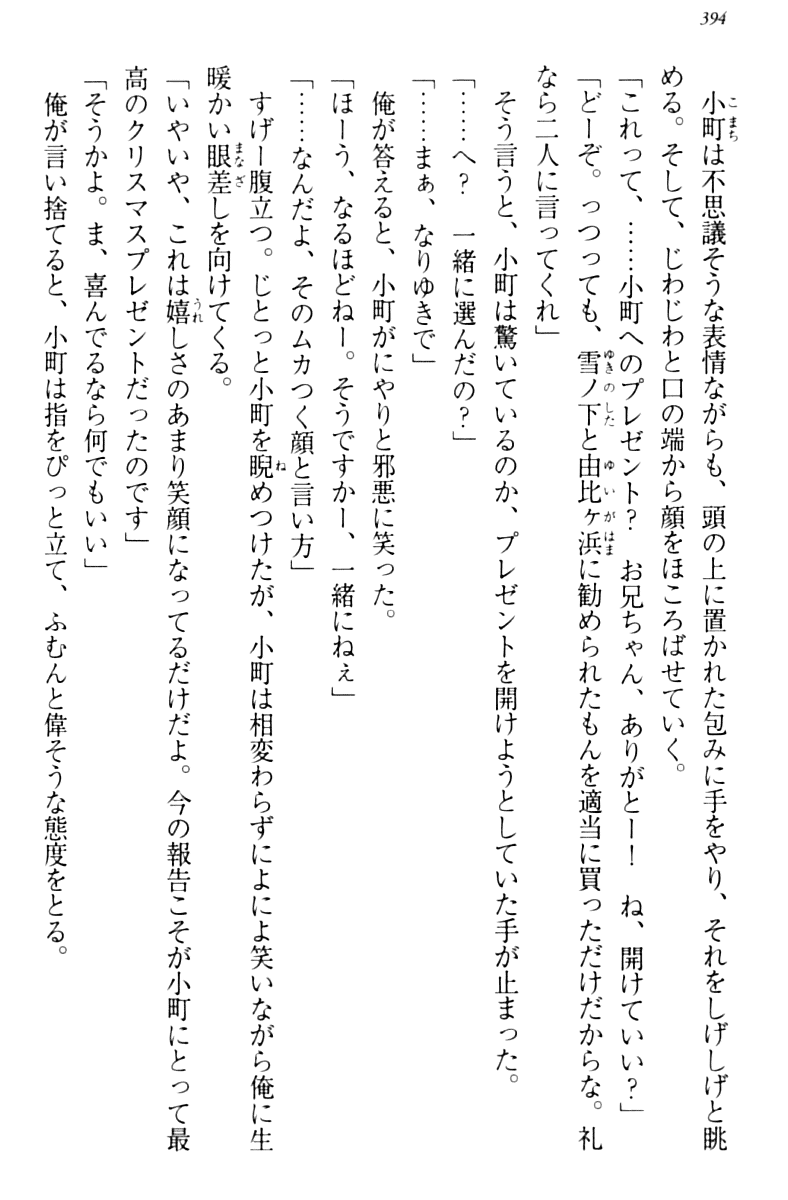 394
小町は不思議そうな表情ながらも、頭の上に置かれた包みに手をやり、それをしげしげと眺
める。そして、じわじわと口の端から顔をほころばせていく。
「これって、……小町へのプレゼント？　お兄ちゃん、ありがとー！　ね、開けていい？」
「どーぞ。っつっても、雪ノ下と由比ヶ浜に勧められたもんを適当に買っただけだからな。礼
なら二人に言ってくれ」
そう言うと、小町は驚いているのか、プレゼントを開けようとしていた手が止まった。
「……へ？　一緒に選んだの？」
「……まぁ、なりゆきで」
俺が答えると、小町がにやりと邪悪に笑った。
「ほーう、なるほどねー。そうですかー、一緒にねぇ」
「……なんだよ、そのムカつく顔と言い方」
すげー腹立つ。じとっと小町を睨めつけたが、小町は相変わらずによによ笑いながら俺に生
暖かい眼差しを向けてくる。
「いやいや、これは嬉しさのあまり笑顔になってるだけだよ。今の報告こそが小町にとって最
高のクリスマスプレゼントだったのです」
「そうかよ。ま、喜んでるなら何でもいい」
俺が言い捨てると、小町は指をぴっと立て、ふむんと偉そうな態度をとる。